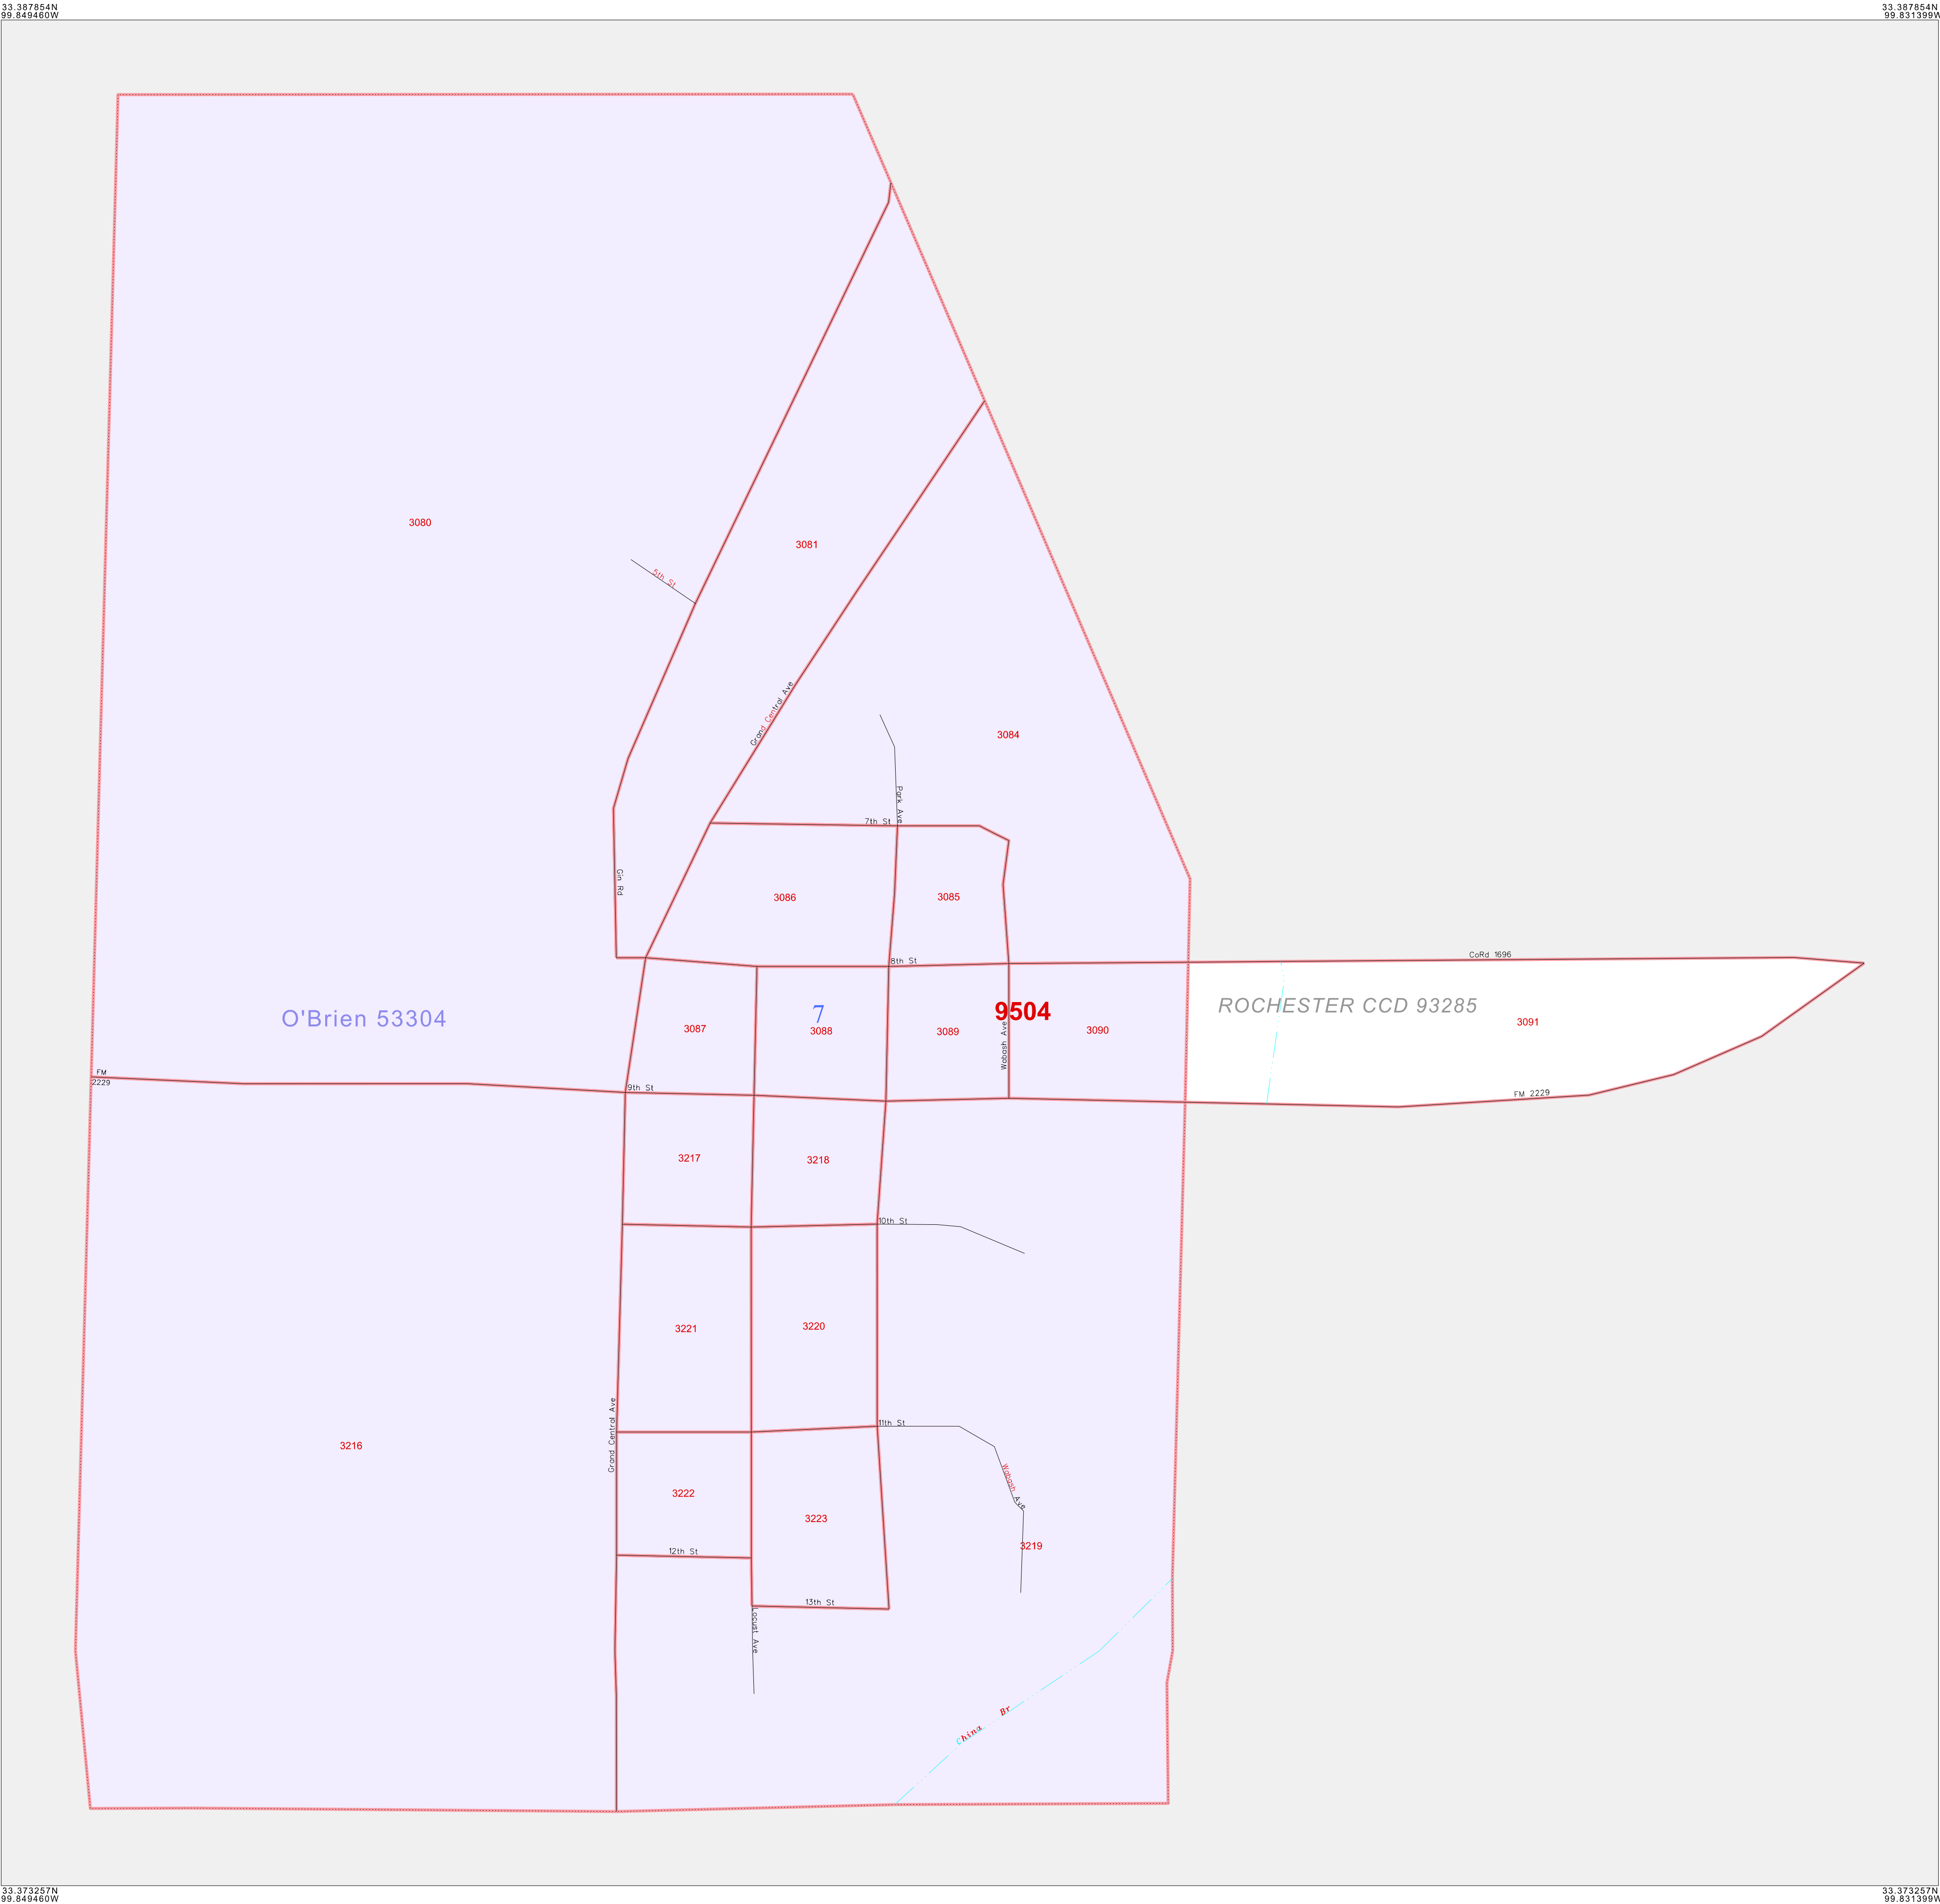 33.387854N
99.849460W
33.387854N
99.831399W
3080
3081
5th St
Grand Central Ave
3084
Park Ave
7th St
Gin Rd
3086
3085
8th St
CoRd 1696
O'Brien 53304
7
9504
ROCHESTER CCD 93285
3087
3088
3089
Wabash Ave
3090
3091
FM
2229
9th St
FM 2229
3217
3218
10th St
3221
3220
Grand Central Ave
11th St
3216
Wabash Ave
3222
3223
3219
12th St
13th St
Locust Ave
China Br
33.373257N
99.849460W
33.373257N
99.831399W